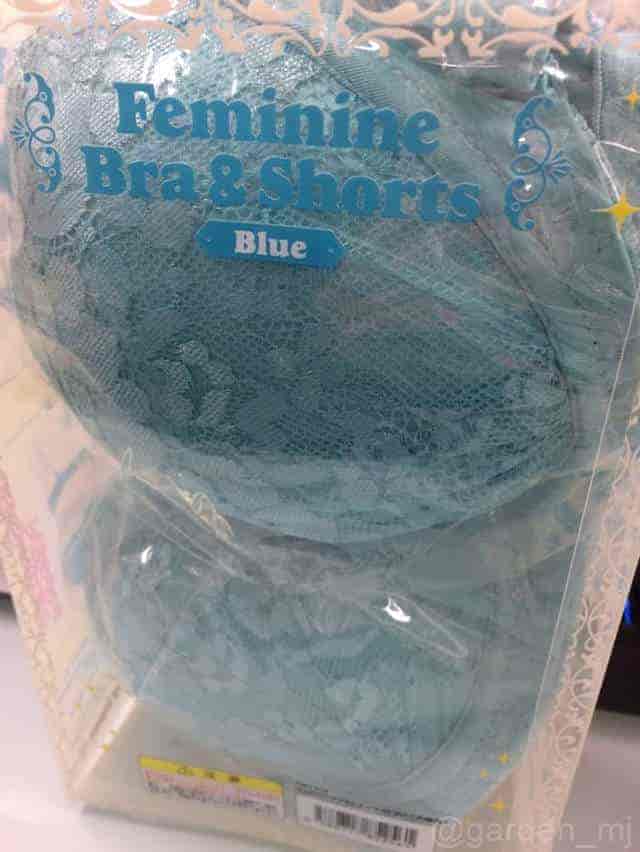 Feminine
Bra & Shorts
Blue
@garden_mj